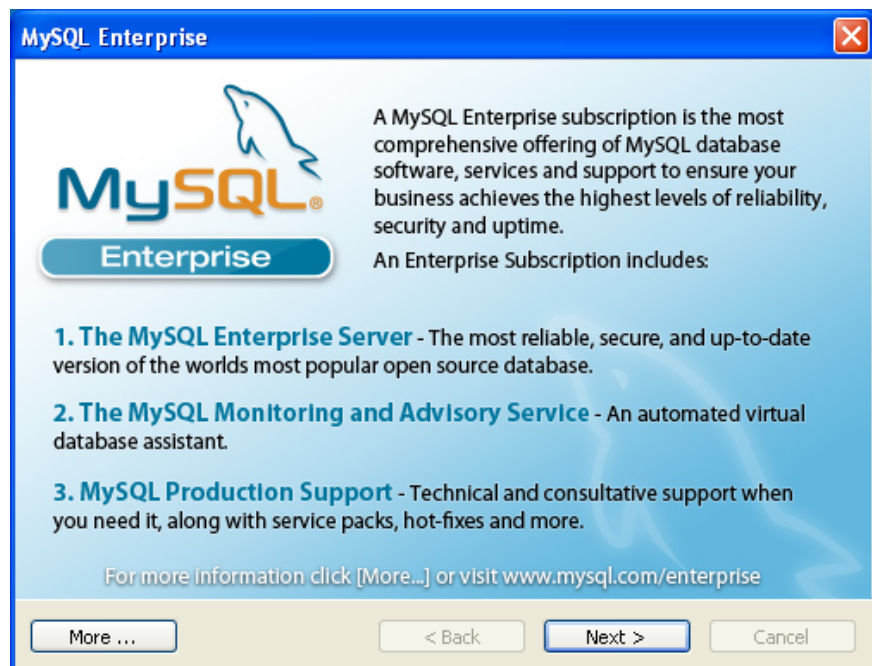 MySQL Enterprise
MySQL®
Enterprise
A MySQL Enterprise subscription is the most
comprehensive offering of MySQL database
software, services and support to ensure your
business achieves the highest levels of reliability,
security and uptime.
An Enterprise Subscription includes:
1. The MySQL Enterprise Server - The most reliable, secure, and up-to-date
version of the worlds most popular open source database.
2. The MySQL Monitoring and Advisory Service - An automated virtual
database assistant.
3. MySQL Production Support - Technical and consultative support when
you need it, along with service packs, hot-fixes and more.
For more information click [More...] or visit www.mysql.com/enterprise
More ... < Back Next > Cancel